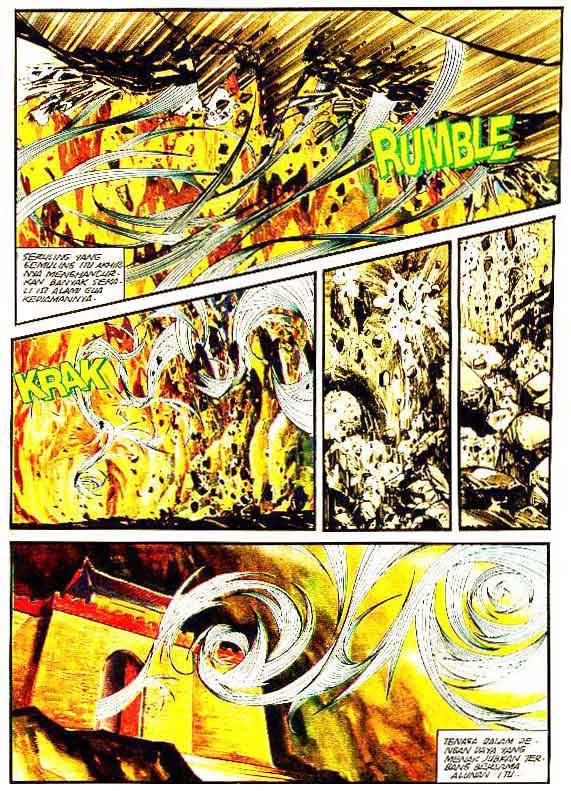 RUMBLE
SERULING YANG
SEMULING ITU AKHIR
NYA MENGHANCUR-
KAN BANYAK SEKA-
LI ISI ALAMI GUA
KEDIAMANNYA.
KRAK
TENAGA DALAM DE-
NGAN DAYA YANG
MENAKJUBKAN TER-
BANG BERSAMA
ALUNAN ITU..